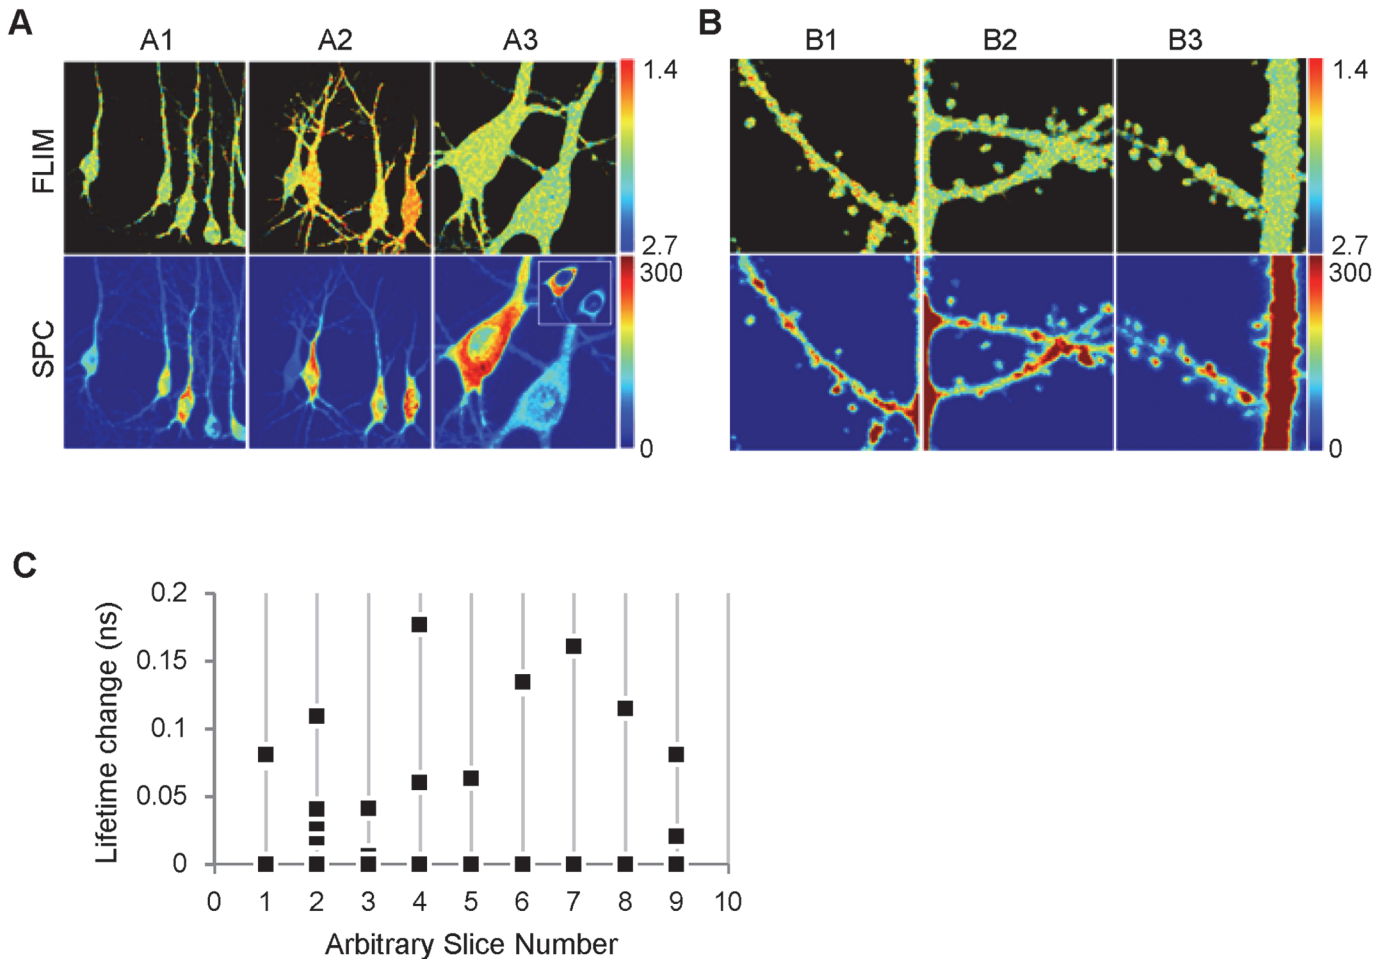 A
B
A1 A2 A3
B1 B2 B3
FLIM
1.4
2.7
1.4
2.7
SPC
300
0
300
0
C
Lifetime change (ns)
0.2
0.15
0.1
0.05
0
0 1 2 3 4 5 6 7 8 9 10
Arbitrary Slice Number